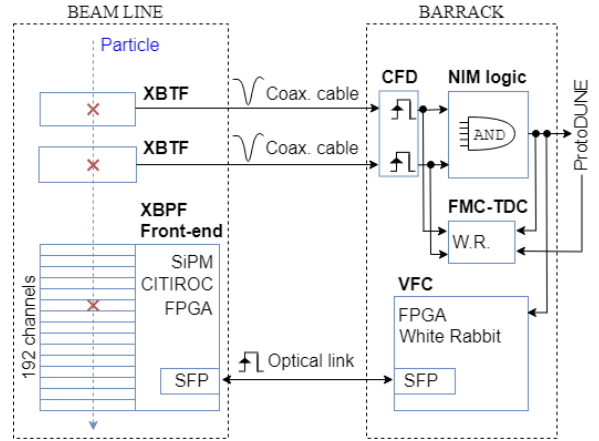 BEAM LINE
BARRACK
Particle
XBTF
Coax. cable
CFD
NIM logic
AND
ProtoDUNE
XBTF
Coax. cable
XBPF
Front-end
SiPM
CITIROC
FPGA
192 channels
SFP
Optical link
FMC-TDC
W.R.
VFC
FPGA
White Rabbit
SFP